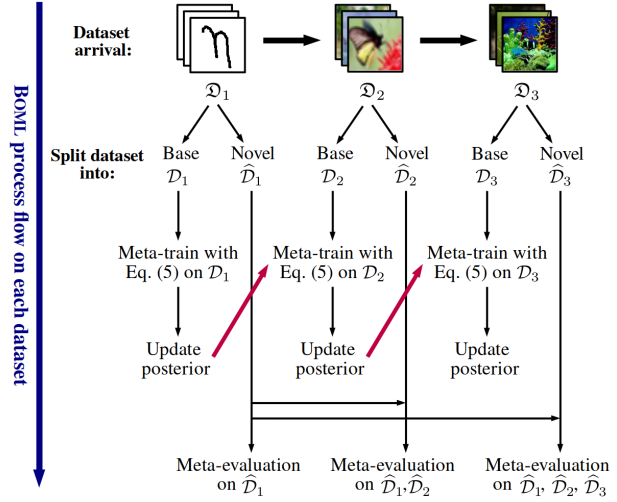 Dataset
arrival:
𝔇₁ 𝔇₂ 𝔇₃
Split dataset
into:
Base Novel Base Novel Base Novel
𝒟₁ 𝒟̂₁ 𝒟₂ 𝒟̂₂ 𝒟₃ 𝒟̂₃
Meta-train with Meta-train with Meta-train with
Eq. (5) on 𝒟₁ Eq. (5) on 𝒟₂ Eq. (5) on 𝒟₃
Update Update Update
posterior posterior posterior
Meta-evaluation Meta-evaluation Meta-evaluation
on 𝒟̂₁ on 𝒟̂₁,𝒟̂₂ on 𝒟̂₁, 𝒟̂₂, 𝒟̂₃
BOML process flow on each dataset